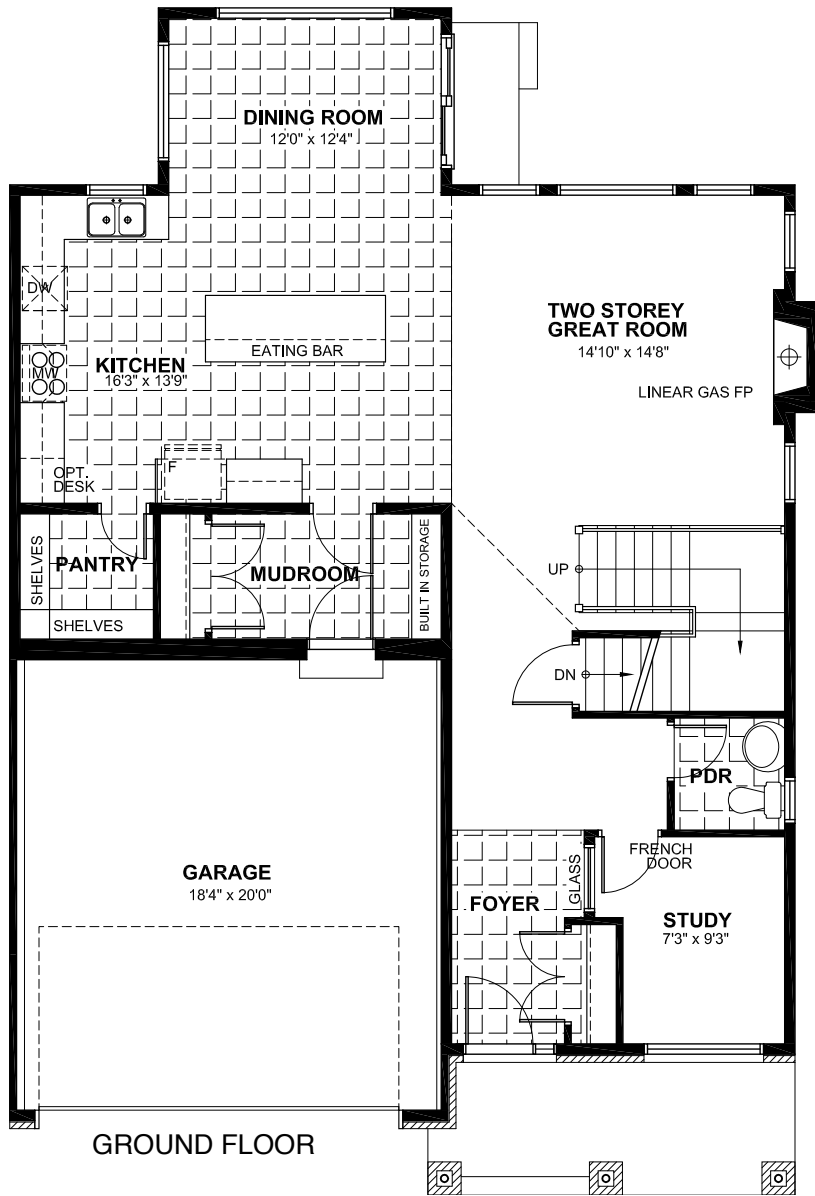 DINING ROOM
12'0" x 12'4"
TWO STOREY
GREAT ROOM
14'10" x 14'8"
LINEAR GAS FP
DW
MW
KITCHEN
16'3" x 13'9"
EATING BAR
F
OPT.
DESK
SHELVES
PANTRY
SHELVES
MUDROOM
BUILT IN STORAGE
UP
DN
PDR
GARAGE
18'4" x 20'0"
FOYER
GLASS
FRENCH
DOOR
STUDY
7'3" x 9'3"
GROUND FLOOR